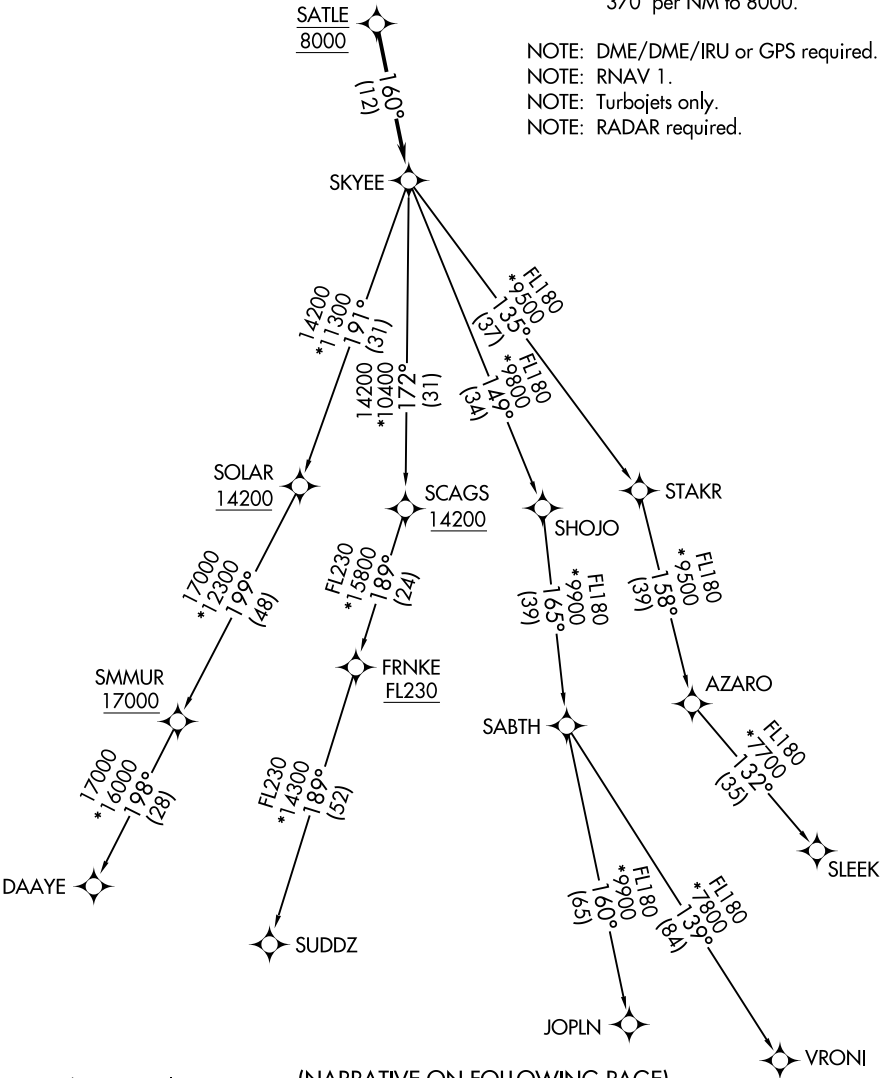 370' per NM to 8000.
SATLE
8000
NOTE: DME/DME/IRU or GPS required.
NOTE: RNAV 1.
NOTE: Turbojets only.
NOTE: RADAR required.
160°
(12)
SKYEE
14200
*11300
191°
(31)
14200
*10400
172°
(31)
FL180
*9800
149°
(34)
FL180
*9500
135°
(37)
SOLAR
14200
SCAGS
14200
SHOJO
STAKR
17000
*12300
199°
(48)
FL230
*15800
189°
(24)
FL180
*9900
165°
(39)
FL180
*9500
158°
(39)
SMMUR
17000
FRNKE
FL230
SABTH
AZARO
17000
*16000
198°
(28)
FL230
*14300
189°
(52)
FL180
*7700
132°
(35)
DAAYE
SUDDZ
SLEEK
FL180
*9900
160°
(65)
FL180
*7800
139°
(84)
JOPLN
VRONI
(NARRATIVE ON FOLLOWING PAGE)